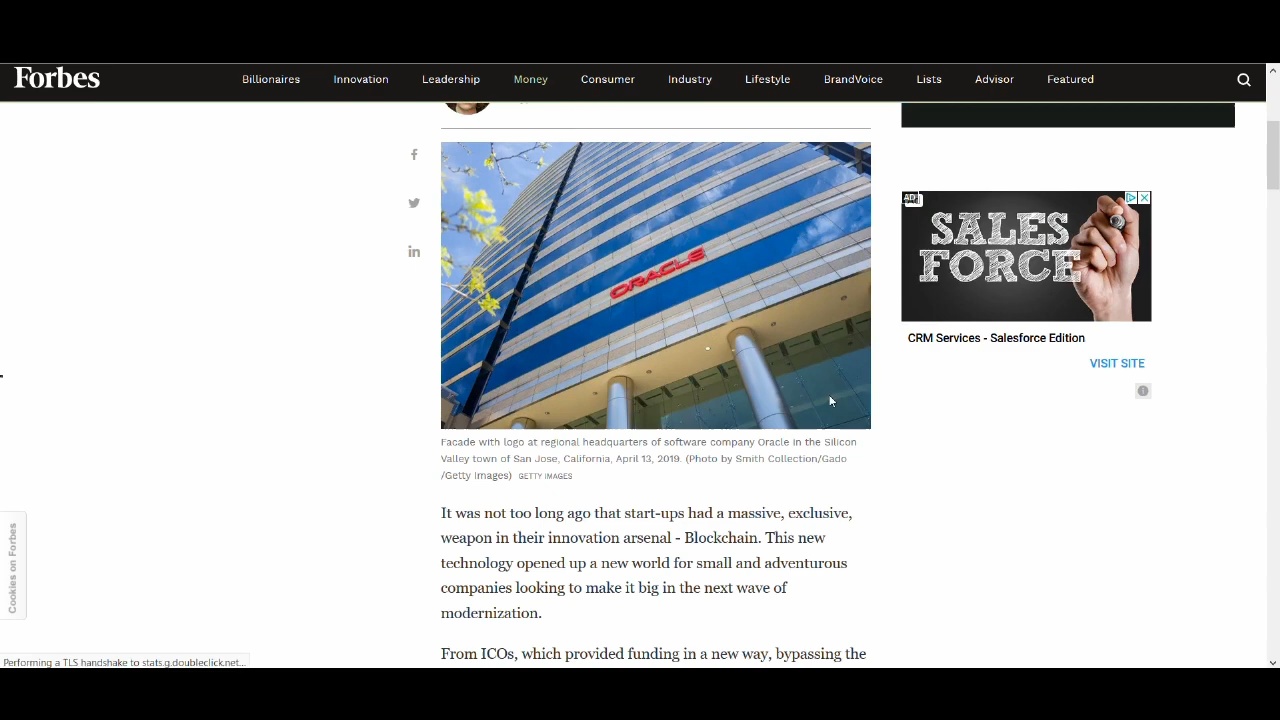 Forbes
Billionaires Innovation Leadership Money Consumer Industry Lifestyle BrandVoice Lists Advisor Featured
ORACLE
AD
SALES
FORCE
CRM Services - Salesforce Edition
VISIT SITE
Facade with logo at regional headquarters of software company Oracle in the Silicon
Valley town of San Jose, California, April 13, 2019. (Photo by Smith Collection/Gado
/Getty Images) GETTY IMAGES
It was not too long ago that start-ups had a massive, exclusive,
weapon in their innovation arsenal - Blockchain. This new
technology opened up a new world for small and adventurous
companies looking to make it big in the next wave of
modernization.
From ICOs, which provided funding in a new way, bypassing the
Cookies on Forbes
Performing a TLS handshake to stats.g.doubleclick.net...